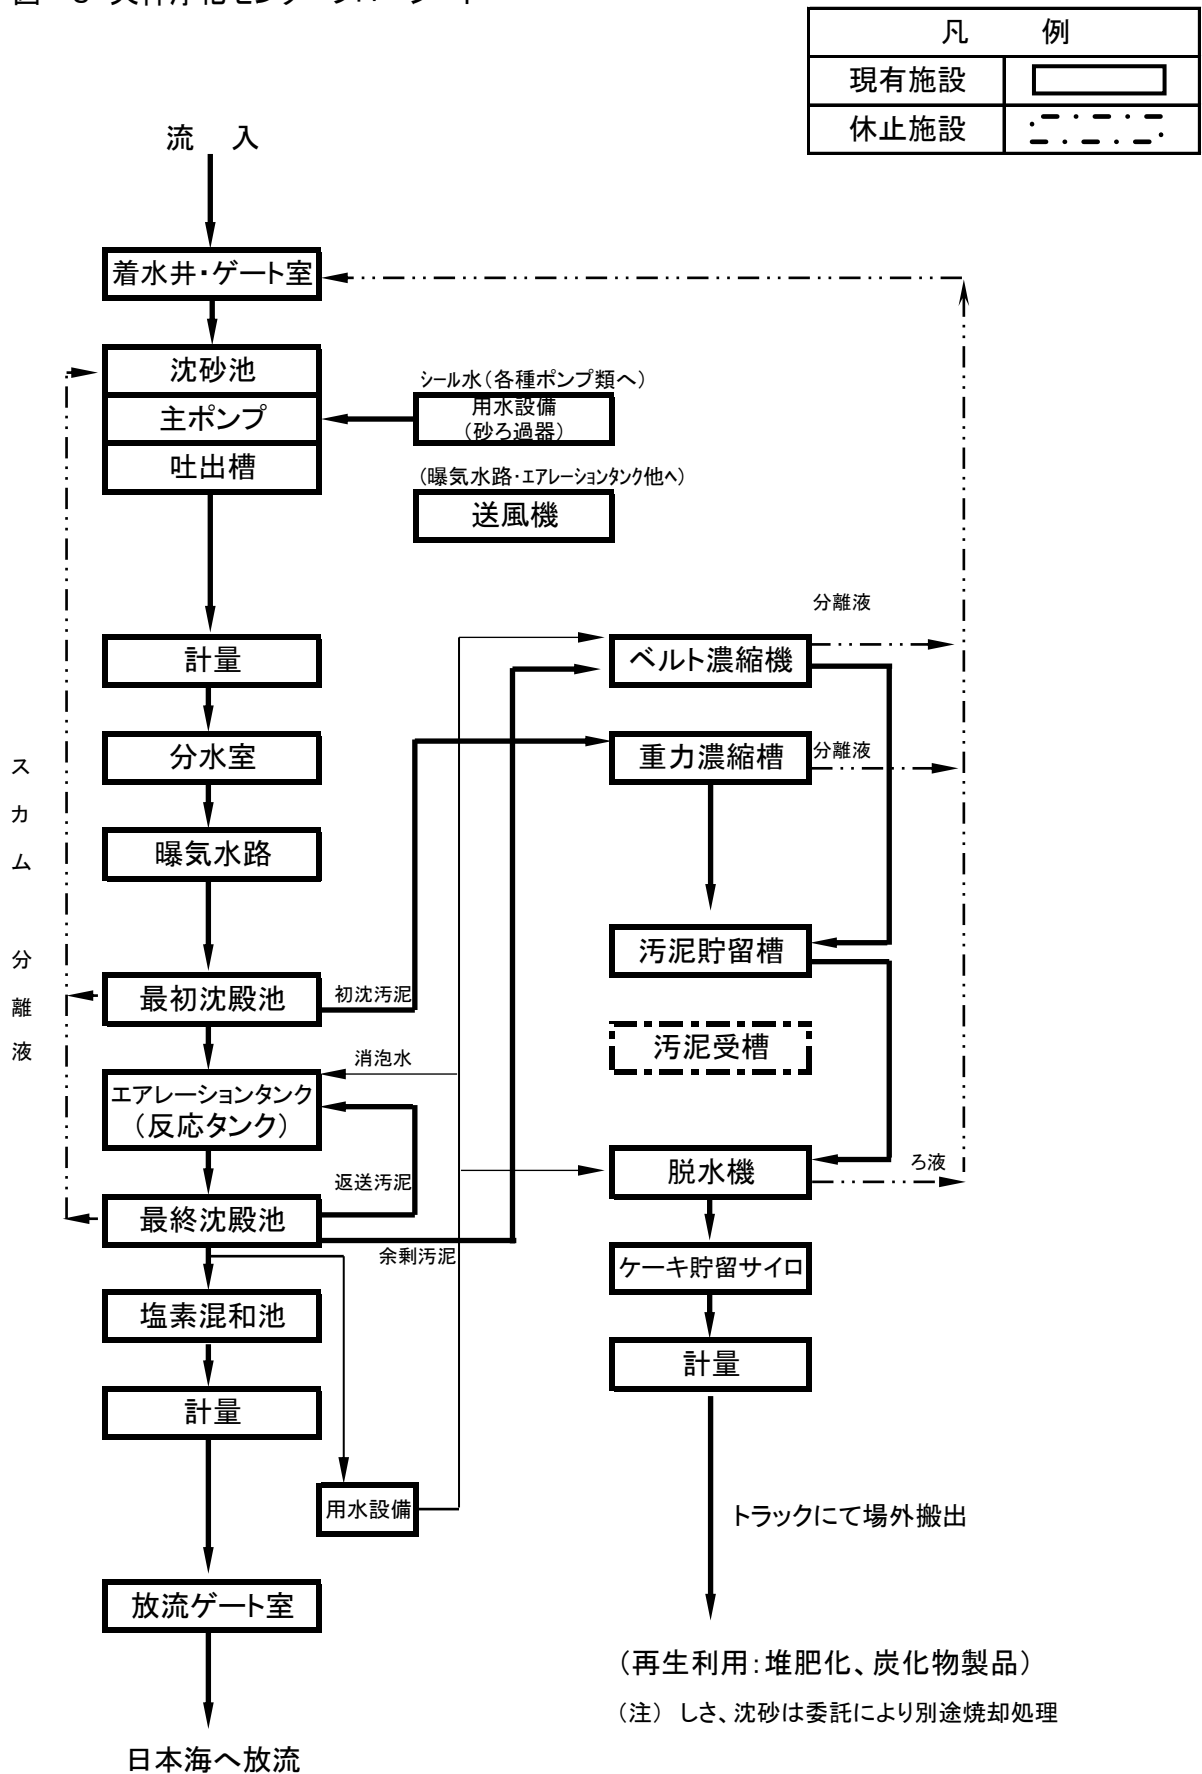 凡 例
現有施設
休止施設
流 入
着水井・ゲート室
沈砂池
主ポンプ
吐出槽
シール水（各種ポンプ類へ）
用水設備
（砂ろ過器）
（曝気水路・エアレーションタンク他へ）
送風機
計量
分水室
曝気水路
最初沈殿池
初沈汚泥
消泡水
エアレーションタンク
（反応タンク）
返送汚泥
最終沈殿池
余剰汚泥
塩素混和池
計量
用水設備
放流ゲート室
日本海へ放流
スカム 分離液
分離液
ベルト濃縮機
重力濃縮槽
分離液
汚泥貯留槽
汚泥受槽
脱水機
ろ液
ケーキ貯留サイロ
計量
トラックにて場外搬出
（再生利用：堆肥化、炭化物製品）
（注） しさ、沈砂は委託により別途焼却処理